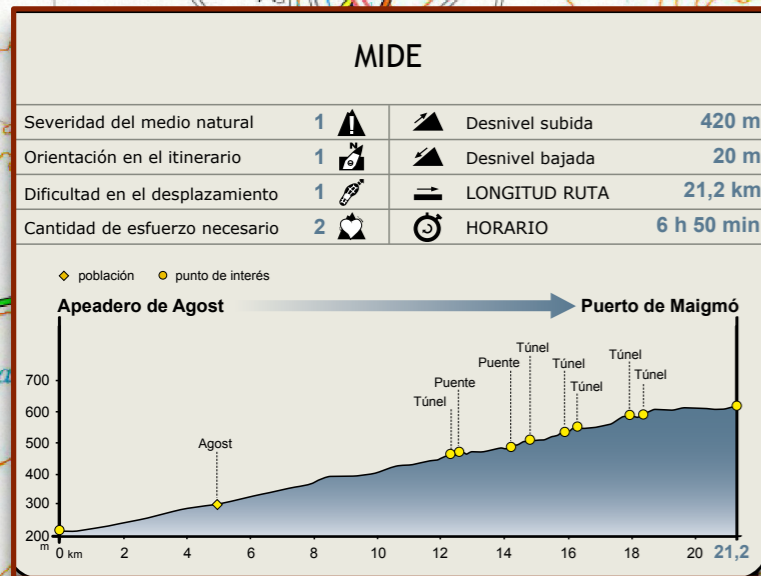 MIDE
Severidad del medio natural 1
Orientación en el itinerario 1
Dificultad en el desplazamiento 1
Cantidad de esfuerzo necesario 2
Desnivel subida 420 m
Desnivel bajada 20 m
LONGITUD RUTA 21,2 km
HORARIO 6 h 50 min
N
población punto de interés
Apeadero de Agost Puerto de Maigmó
Túnel
Puente
Puente
Túnel
Túnel
Túnel
Túnel
Túnel
Agost
700
600
500
400
300
200
m
0 km 2 4 6 8 10 12 14 16 18 20 21,2